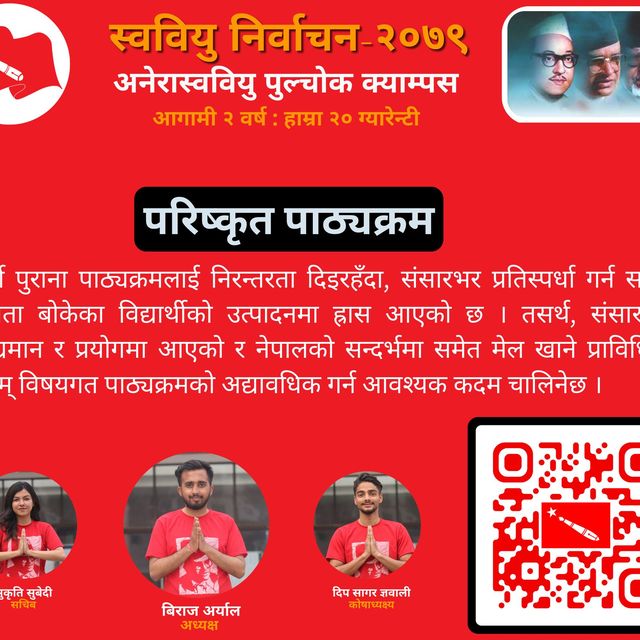 स्ववियु निर्वाचन-२०७९
अनेरास्ववियु पुल्चोक क्याम्पस
आगामी २ वर्ष : हाम्रा २० ग्यारेन्टी
परिष्कृत पाठ्यक्रम
पुराना पाठ्यक्रमलाई निरन्तरता दिइरहँदा, संसारभर प्रतिस्पर्धा गर्न
बोकेका विद्यार्थीको उत्पादनमा ह्रास आएको छ । तसर्थ,
र प्रयोगमा आएको र नेपालको सन्दर्भमा समेत मेल खाने
विषयगत पाठ्यक्रमको अद्यावधिक गर्न आवश्यक कदम चालिनेछ ।
सुबेदी
सचिब
बिराज अर्याल
अध्यक्ष
दिप सागर ज्ञवाली
कोषाध्यक्ष्य